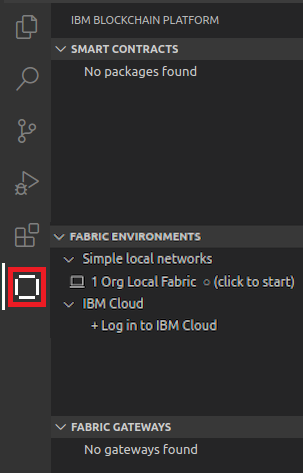 IBM BLOCKCHAIN PLATFORM
SMART CONTRACTS
No packages found
FABRIC ENVIRONMENTS
Simple local networks
1 Org Local Fabric ○ (click to start)
IBM Cloud
+ Log in to IBM Cloud
FABRIC GATEWAYS
No gateways found